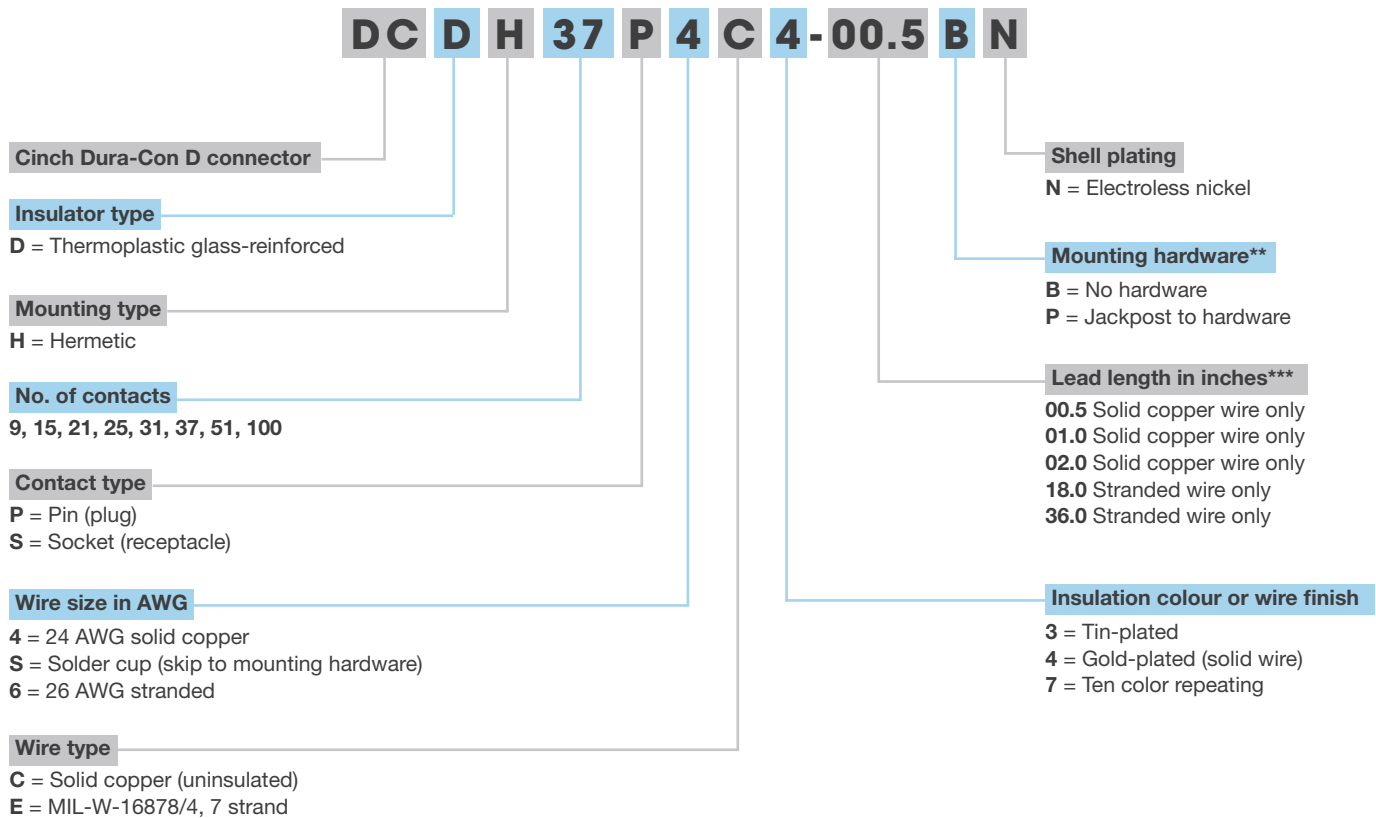 DC D H 37 P 4 C 4-00.5 B N
Cinch Dura-Con D connector
Insulator type
D = Thermoplastic glass-reinforced
Mounting type
H = Hermetic
No. of contacts
9, 15, 21, 25, 31, 37, 51, 100
Contact type
P = Pin (plug)
S = Socket (receptacle)
Wire size in AWG
4 = 24 AWG solid copper
S = Solder cup (skip to mounting hardware)
6 = 26 AWG stranded
Wire type
C = Solid copper (uninsulated)
E = MIL-W-16878/4, 7 strand
Shell plating
N = Electroless nickel
Mounting hardware**
B = No hardware
P = Jackpost to hardware
Lead length in inches***
00.5 Solid copper wire only
01.0 Solid copper wire only
02.0 Solid copper wire only
18.0 Stranded wire only
36.0 Stranded wire only
Insulation colour or wire finish
3 = Tin-plated
4 = Gold-plated (solid wire)
7 = Ten color repeating